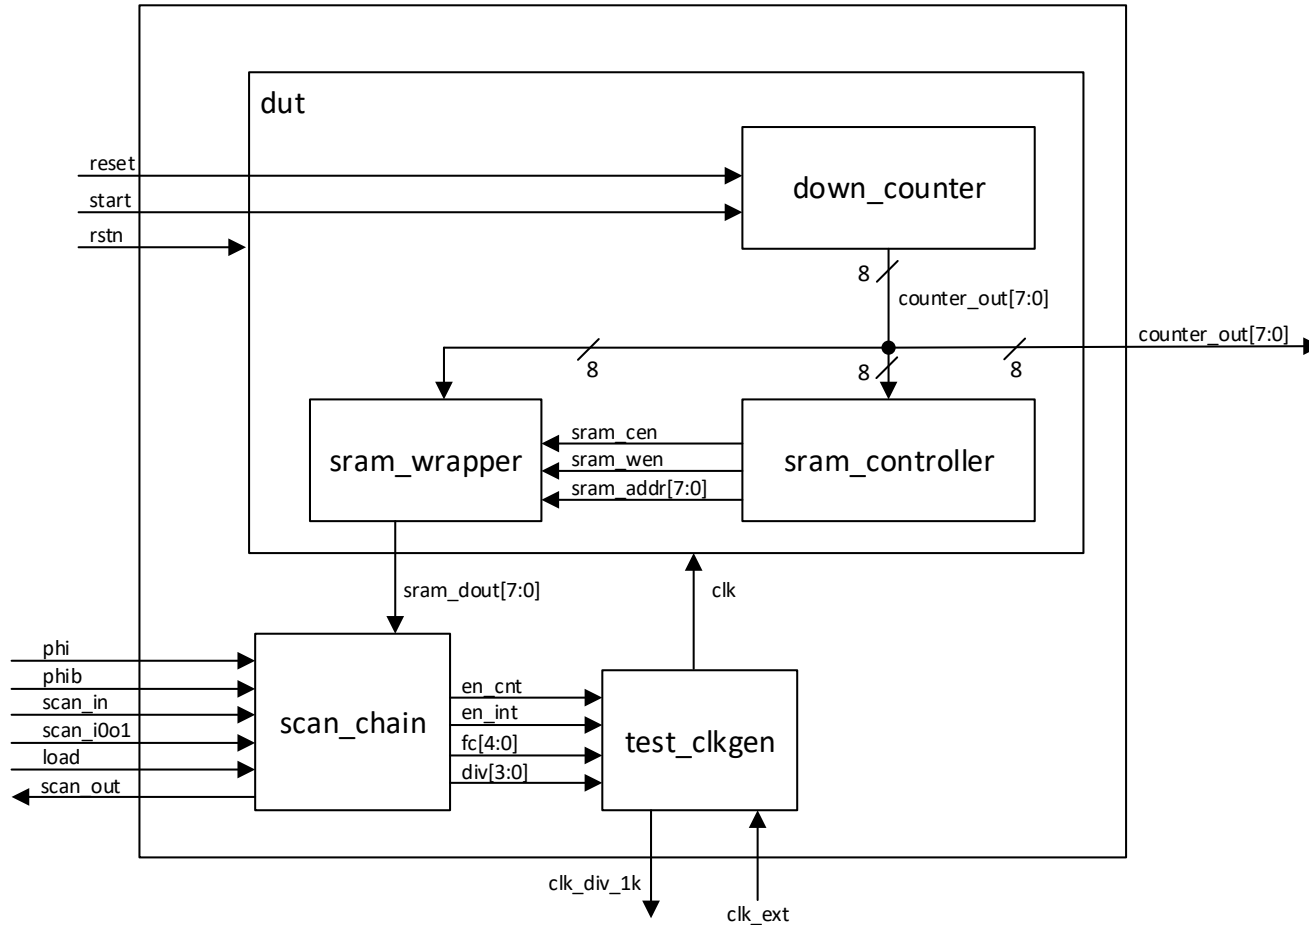 dut
reset
start
rstn
down_counter
8
counter_out[7:0]
counter_out[7:0]
8
8
8
sram_wrapper
sram_cen
sram_wen
sram_addr[7:0]
sram_controller
sram_dout[7:0]
clk
phi
phib
scan_in
scan_i0o1
load
scan_out
scan_chain
en_cnt
en_int
fc[4:0]
div[3:0]
test_clkgen
clk_div_1k
clk_ext